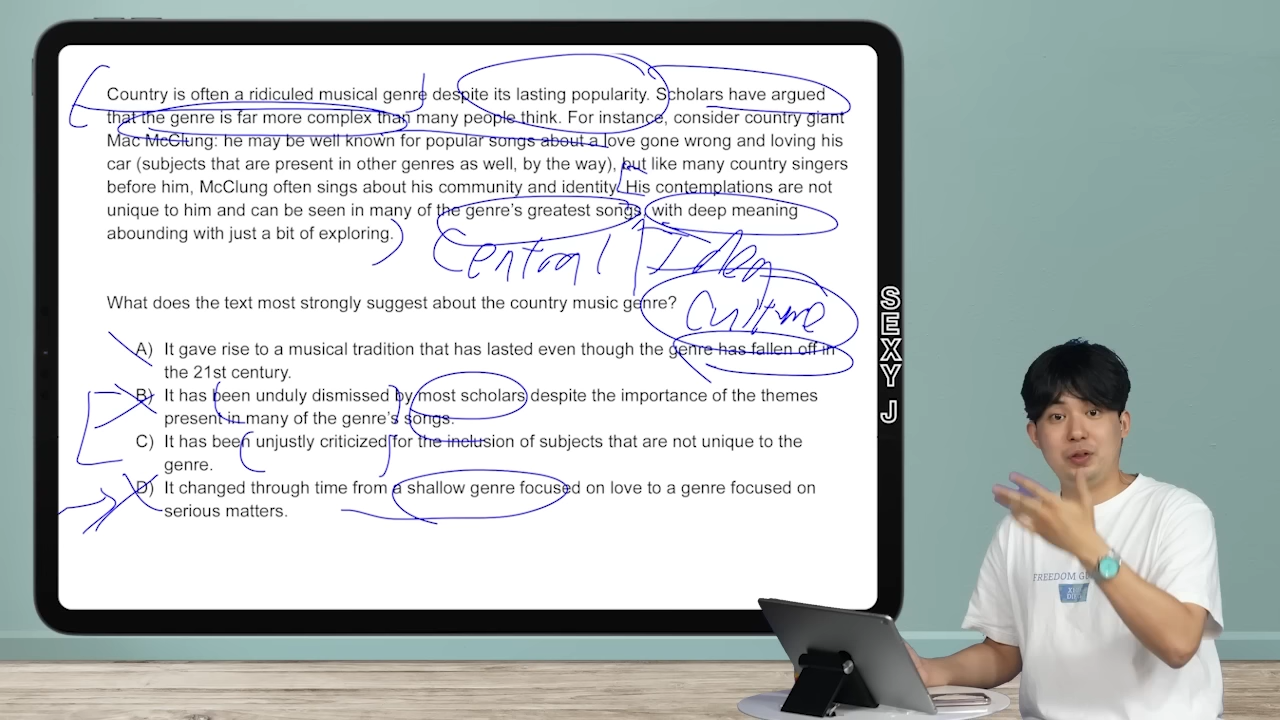 Country is often a ridiculed musical genre despite its lasting popularity. Scholars have argued
that the genre is far more complex than many people think. For instance, consider country giant
Mac McClung: he may be well known for popular songs about a love gone wrong and loving his
car (subjects that are present in other genres as well, by the way), but like many country singers
before him, McClung often sings about his community and identity. His contemplations are not
unique to him and can be seen in many of the genre's greatest songs, with deep meaning
abounding with just a bit of exploring.
Central Idea
What does the text most strongly suggest about the country music genre?
Culture
A) It gave rise to a musical tradition that has lasted even though the genre has fallen off in
the 21st century.
B) It has been unduly dismissed by most scholars despite the importance of the themes
present in many of the genre's songs.
C) It has been unjustly criticized for the inclusion of subjects that are not unique to the
genre.
D) It changed through time from a shallow genre focused on love to a genre focused on
serious matters.
SEXY J
FREEDOM